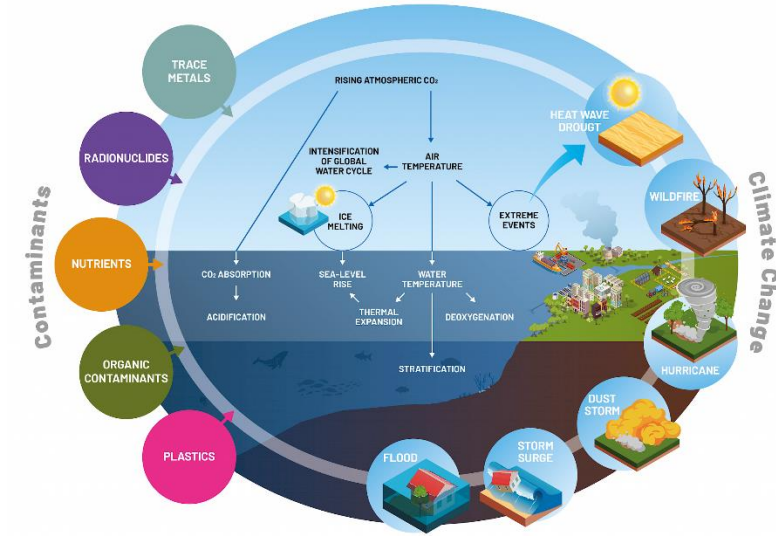 TRACE
METALS
RADIONUCLIDES
NUTRIENTS
ORGANIC
CONTAMINANTS
PLASTICS
Contaminants
RISING ATMOSPHERIC CO₂
INTENSIFICATION
OF GLOBAL
WATER CYCLE
AIR
TEMPERATURE
ICE
MELTING
EXTREME
EVENTS
CO₂ ABSORPTION
SEA-LEVEL
RISE
WATER
TEMPERATURE
ACIDIFICATION
THERMAL
EXPANSION
DEOXYGENATION
STRATIFICATION
HEAT WAVE
DROUGT
WILDFIRE
HURRICANE
DUST
STORM
STORM
SURGE
FLOOD
Climate Change